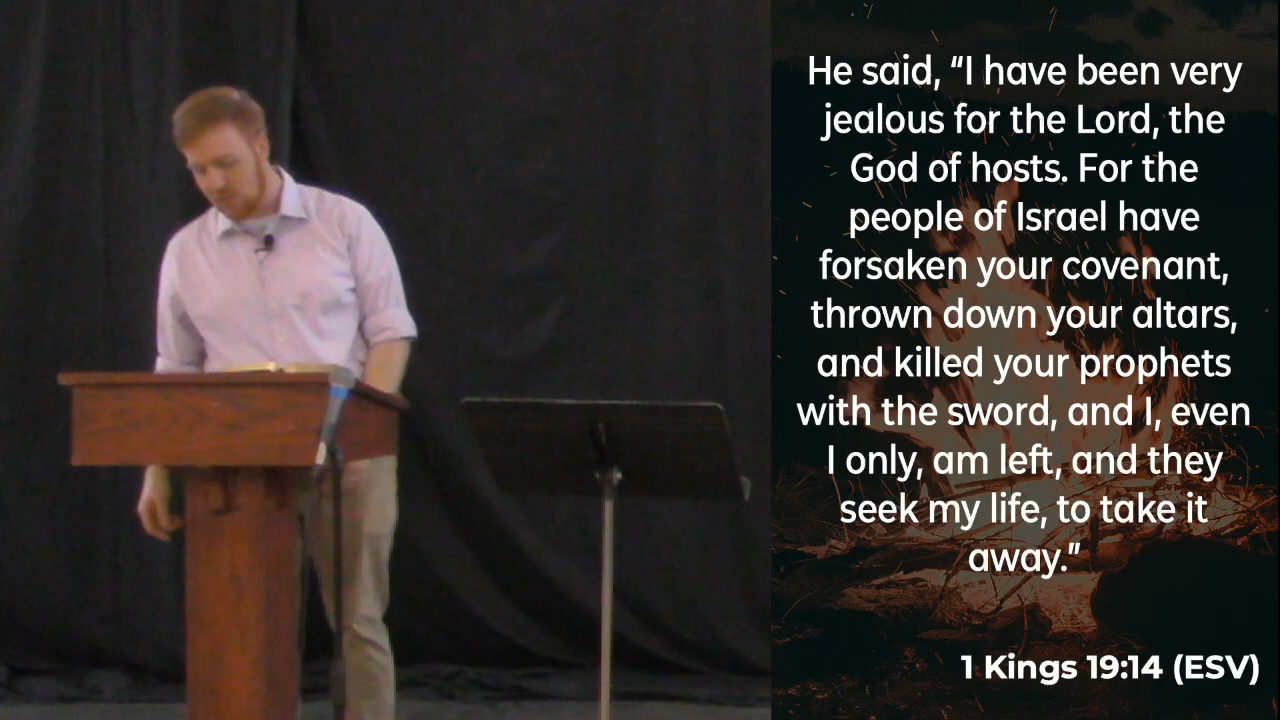 He said, “I have been very
jealous for the Lord, the
God of hosts. For the
people of Israel have
forsaken your covenant,
thrown down your altars,
and killed your prophets
with the sword, and I, even
I only, am left, and they
seek my life, to take it
away.”
1 Kings 19:14 (ESV)